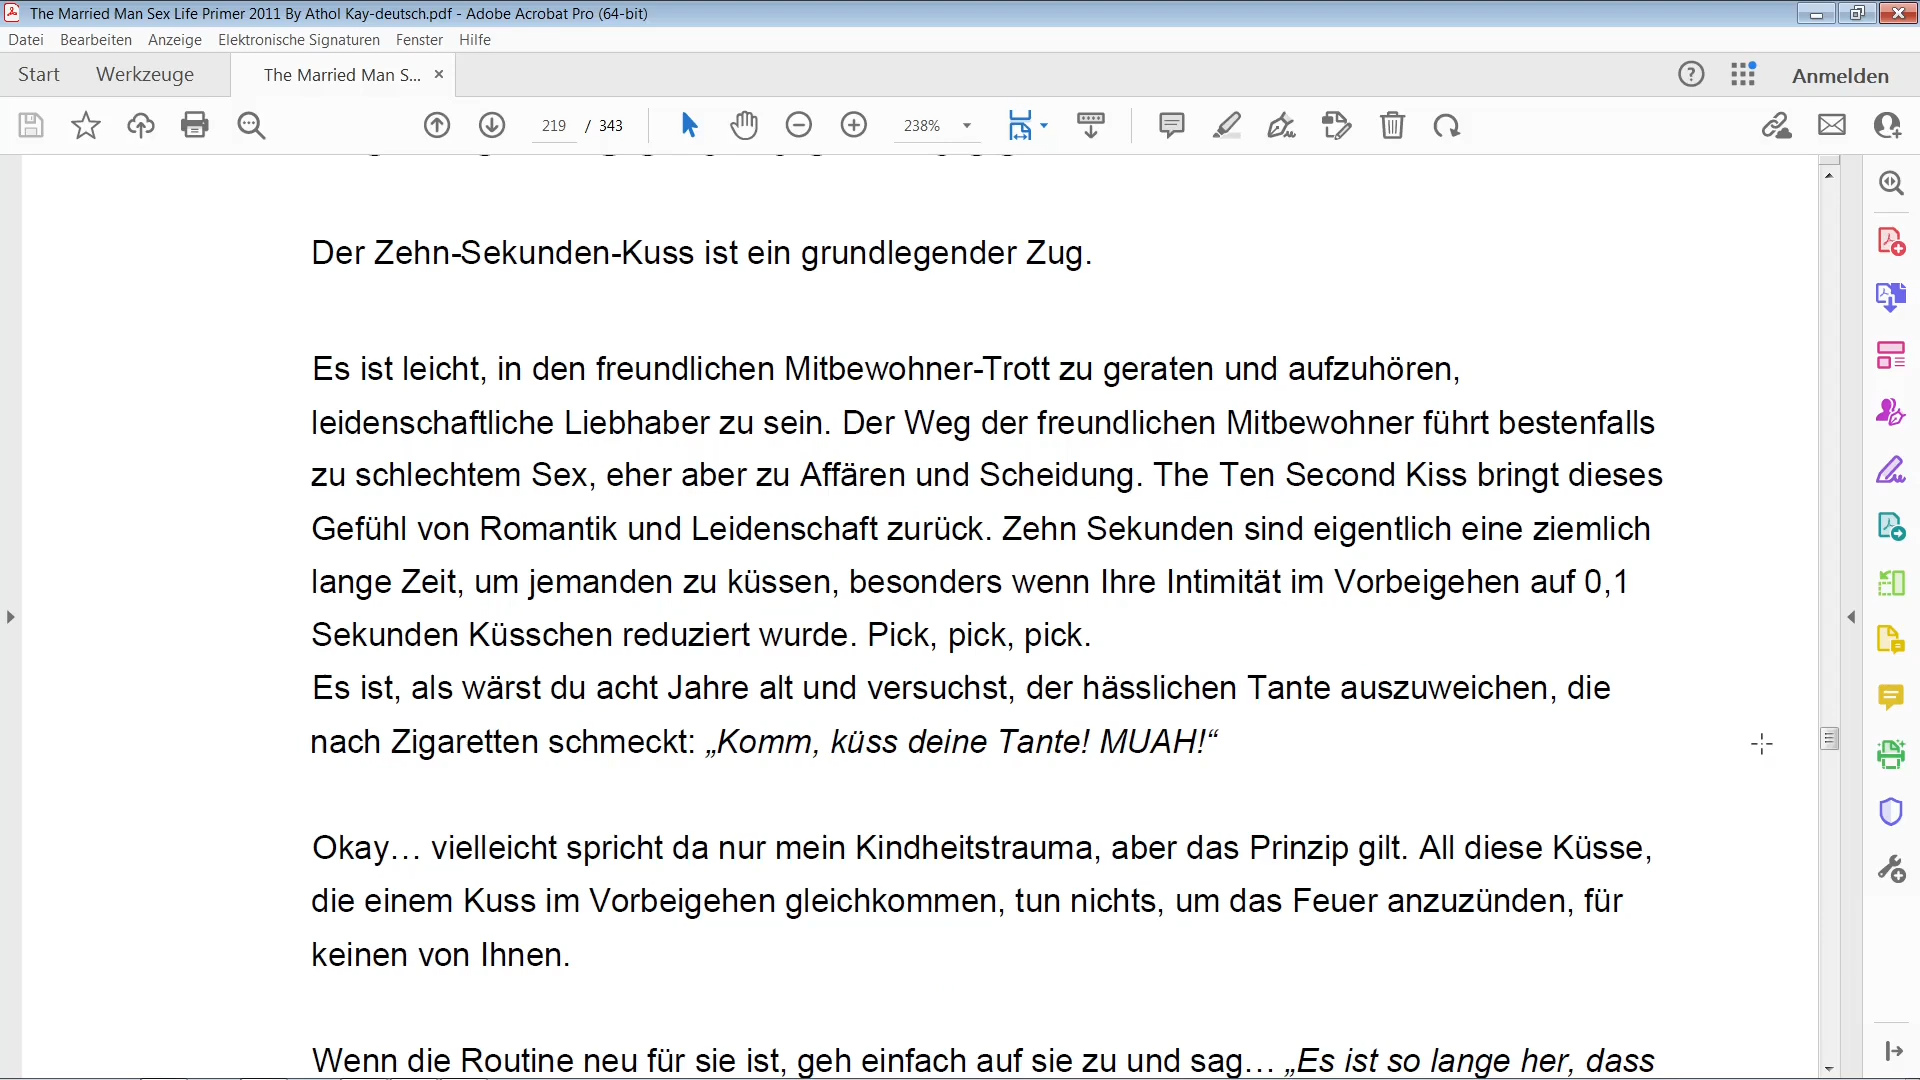 The Married Man Sex Life Primer 2011 By Athol Kay-deutsch.pdf - Adobe Acrobat Pro (64-bit)
Datei Bearbeiten Anzeige Elektronische Signaturen Fenster Hilfe
Start Werkzeuge The Married Man S... × Anmelden
219 / 343 238%
Der Zehn-Sekunden-Kuss ist ein grundlegender Zug.
Es ist leicht, in den freundlichen Mitbewohner-Trott zu geraten und aufzuhören,
leidenschaftliche Liebhaber zu sein. Der Weg der freundlichen Mitbewohner führt bestenfalls
zu schlechtem Sex, eher aber zu Affären und Scheidung. The Ten Second Kiss bringt dieses
Gefühl von Romantik und Leidenschaft zurück. Zehn Sekunden sind eigentlich eine ziemlich
lange Zeit, um jemanden zu küssen, besonders wenn Ihre Intimität im Vorbeigehen auf 0,1
Sekunden Küsschen reduziert wurde. Pick, pick, pick.
Es ist, als wärst du acht Jahre alt und versuchst, der hässlichen Tante auszuweichen, die
nach Zigaretten schmeckt: „Komm, küss deine Tante! MUAH!“
Okay… vielleicht spricht da nur mein Kindheitstrauma, aber das Prinzip gilt. All diese Küsse,
die einem Kuss im Vorbeigehen gleichkommen, tun nichts, um das Feuer anzuzünden, für
keinen von Ihnen.
Wenn die Routine neu für sie ist, geh einfach auf sie zu und sag… „Es ist so lange her, dass